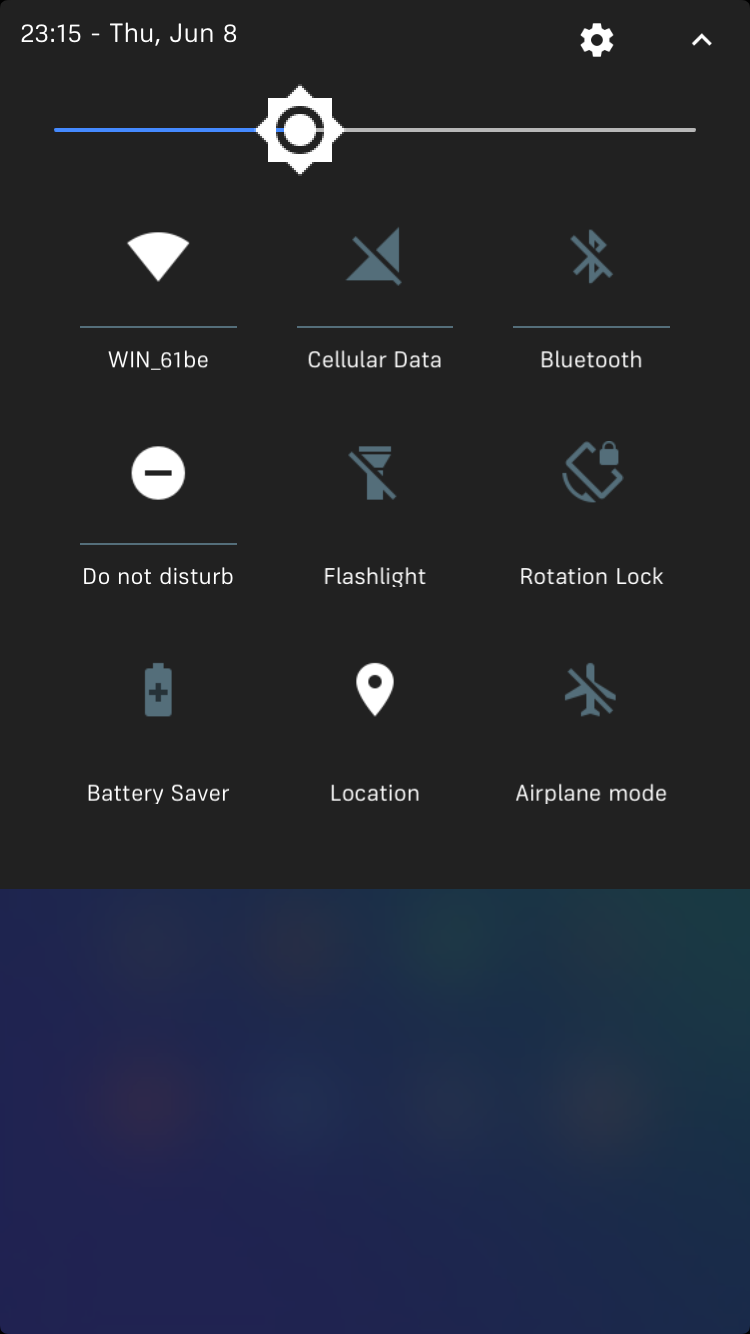 23:15 - Thu, Jun 8
WIN_61be
Cellular Data
Bluetooth
Do not disturb
Flashlight
Rotation Lock
Battery Saver
Location
Airplane mode